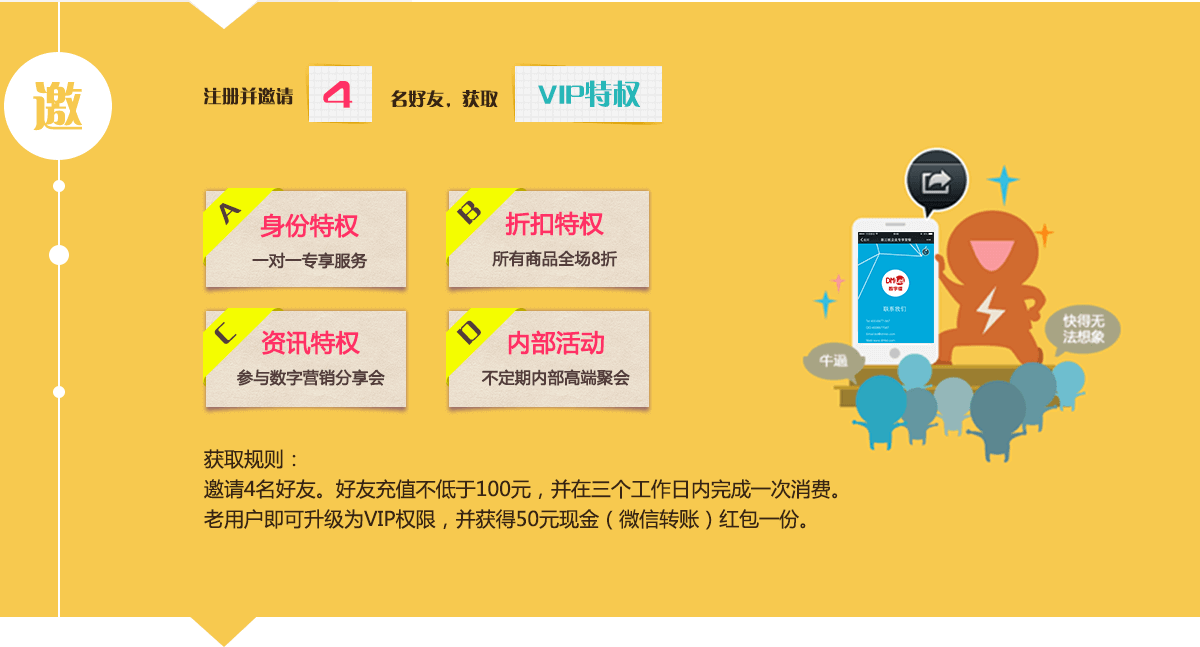 邀
注册并邀请 4 名好友，获取 VIP特权
A 身份特权
一对一专享服务
B 折扣特权
所有商品全场8折
C 资讯特权
参与数字营销分享会
D 内部活动
不定期内部高端聚会
联系我们
牛逼
快得无
法想象
获取规则：
邀请4名好友。好友充值不低于100元，并在三个工作日内完成一次消费。
老用户即可升级为VIP权限，并获得50元现金（微信转账）红包一份。